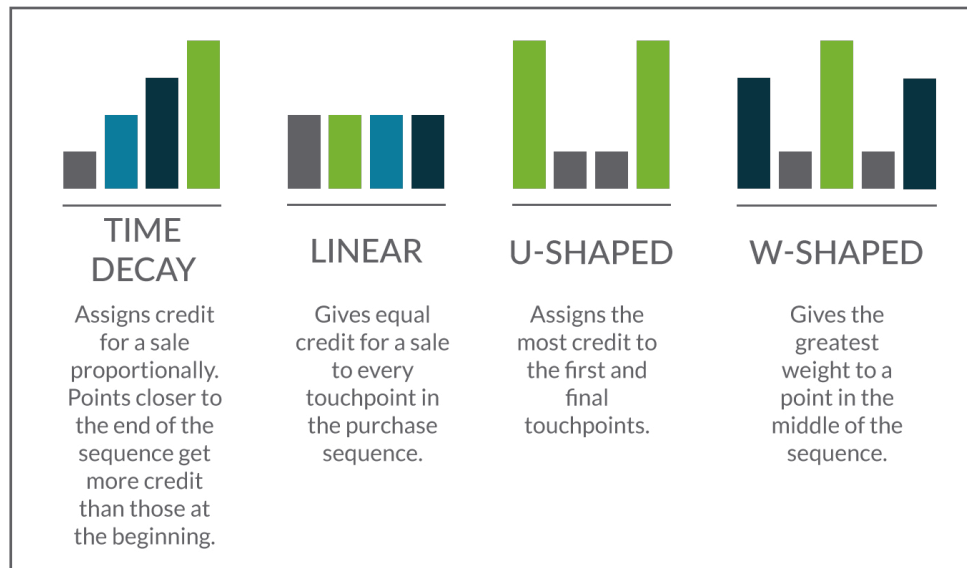 TIME
DECAY
Assigns credit
for a sale
proportionally.
Points closer to
the end of the
sequence get
more credit
than those at
the beginning.
LINEAR
Gives equal
credit for a sale
to every
touchpoint in
the purchase
sequence.
U-SHAPED
Assigns the
most credit to
the first and
final
touchpoints.
W-SHAPED
Gives the
greatest
weight to a
point in the
middle of the
sequence.